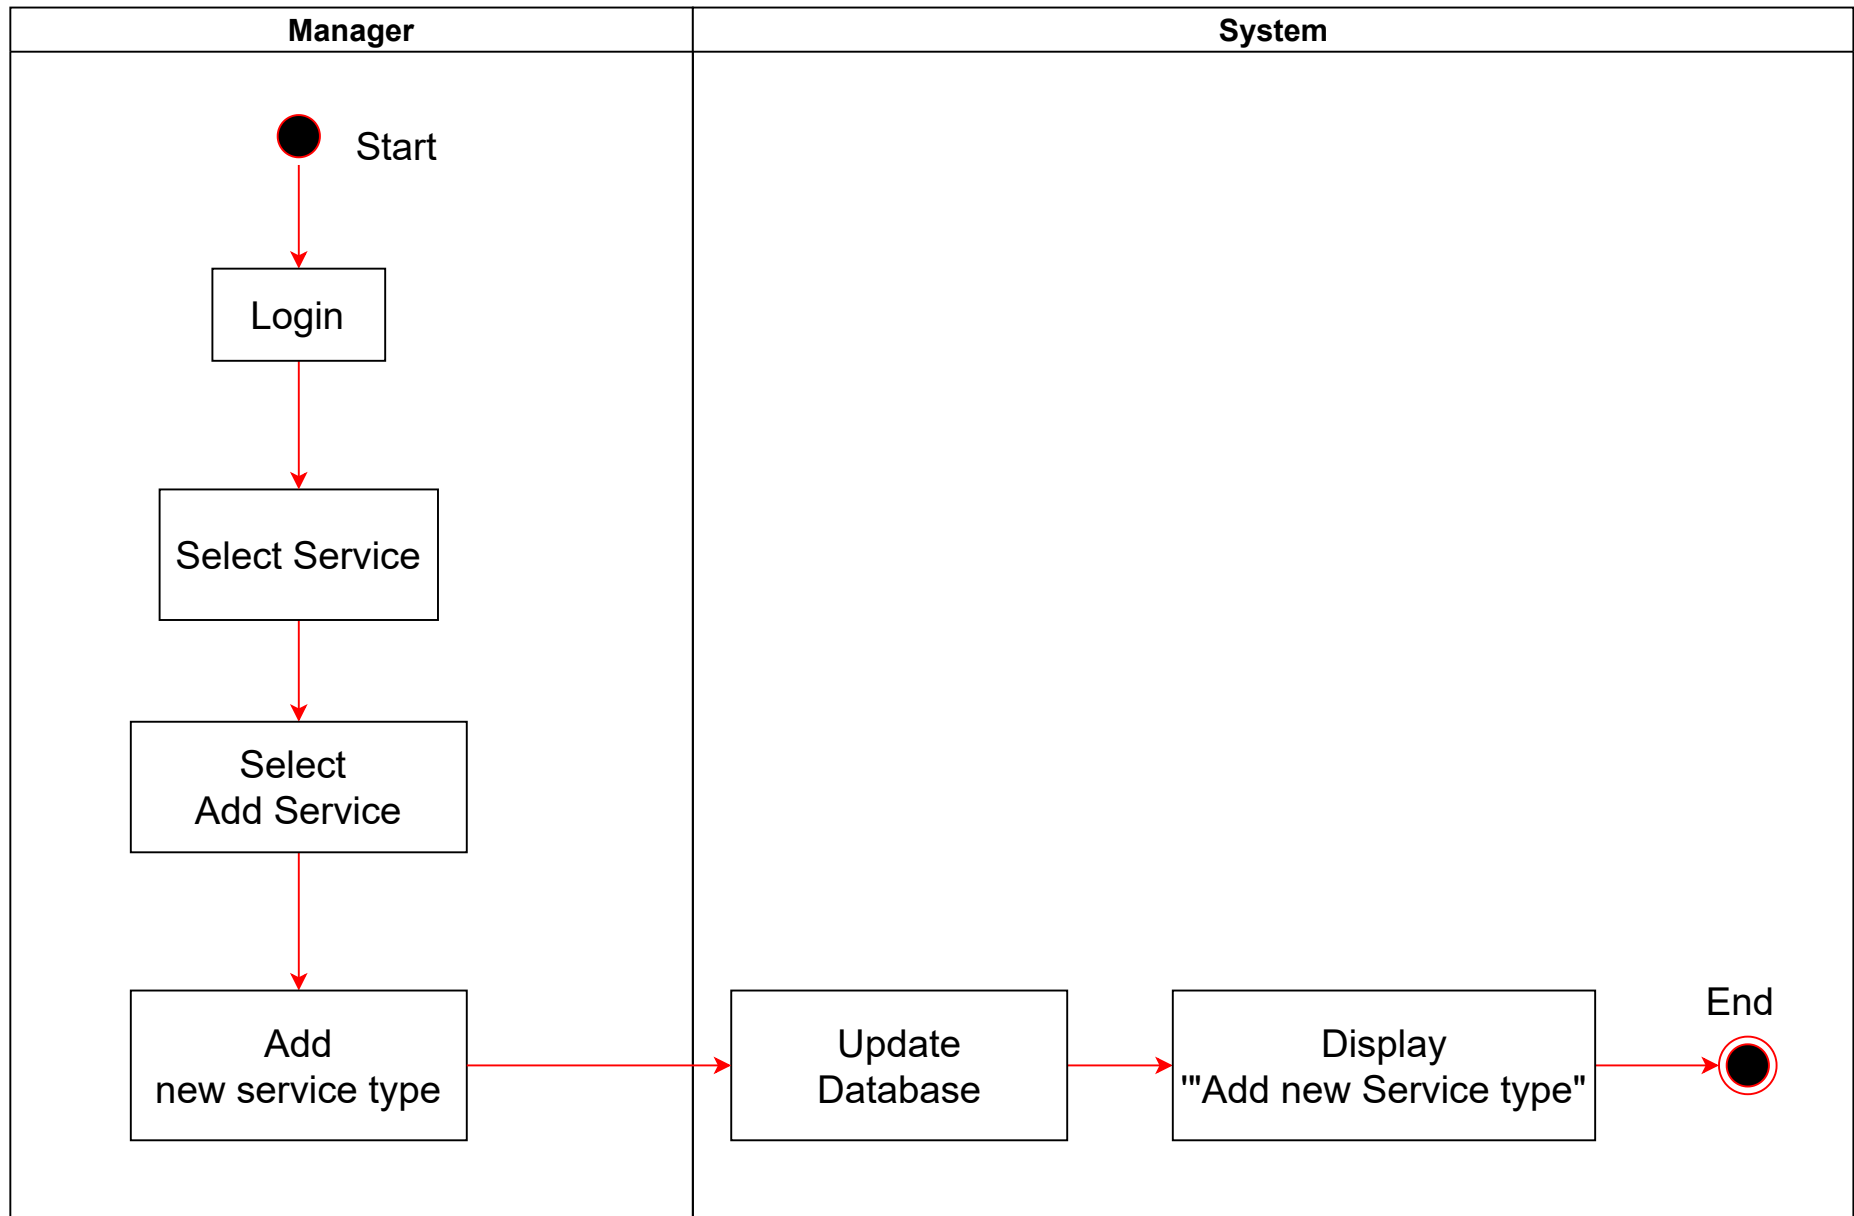 Manager
System
Start
Login
Select Service
Select
Add Service
Add
new service type
Update
Database
Display
'"Add new Service type"
End